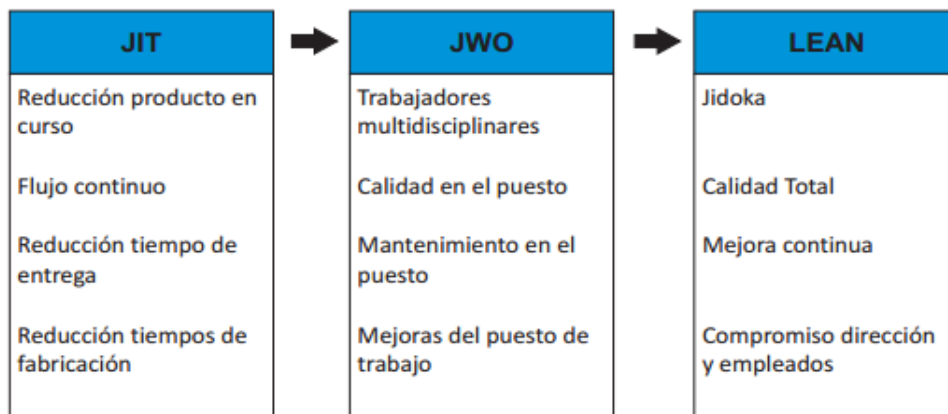 JIT
Reducción producto en
curso
Flujo continuo
Reducción tiempo de
entrega
Reducción tiempos de
fabricación
JWO
Trabajadores
multidisciplinares
Calidad en el puesto
Mantenimiento en el
puesto
Mejoras del puesto de
trabajo
LEAN
Jidoka
Calidad Total
Mejora continua
Compromiso dirección
y empleados